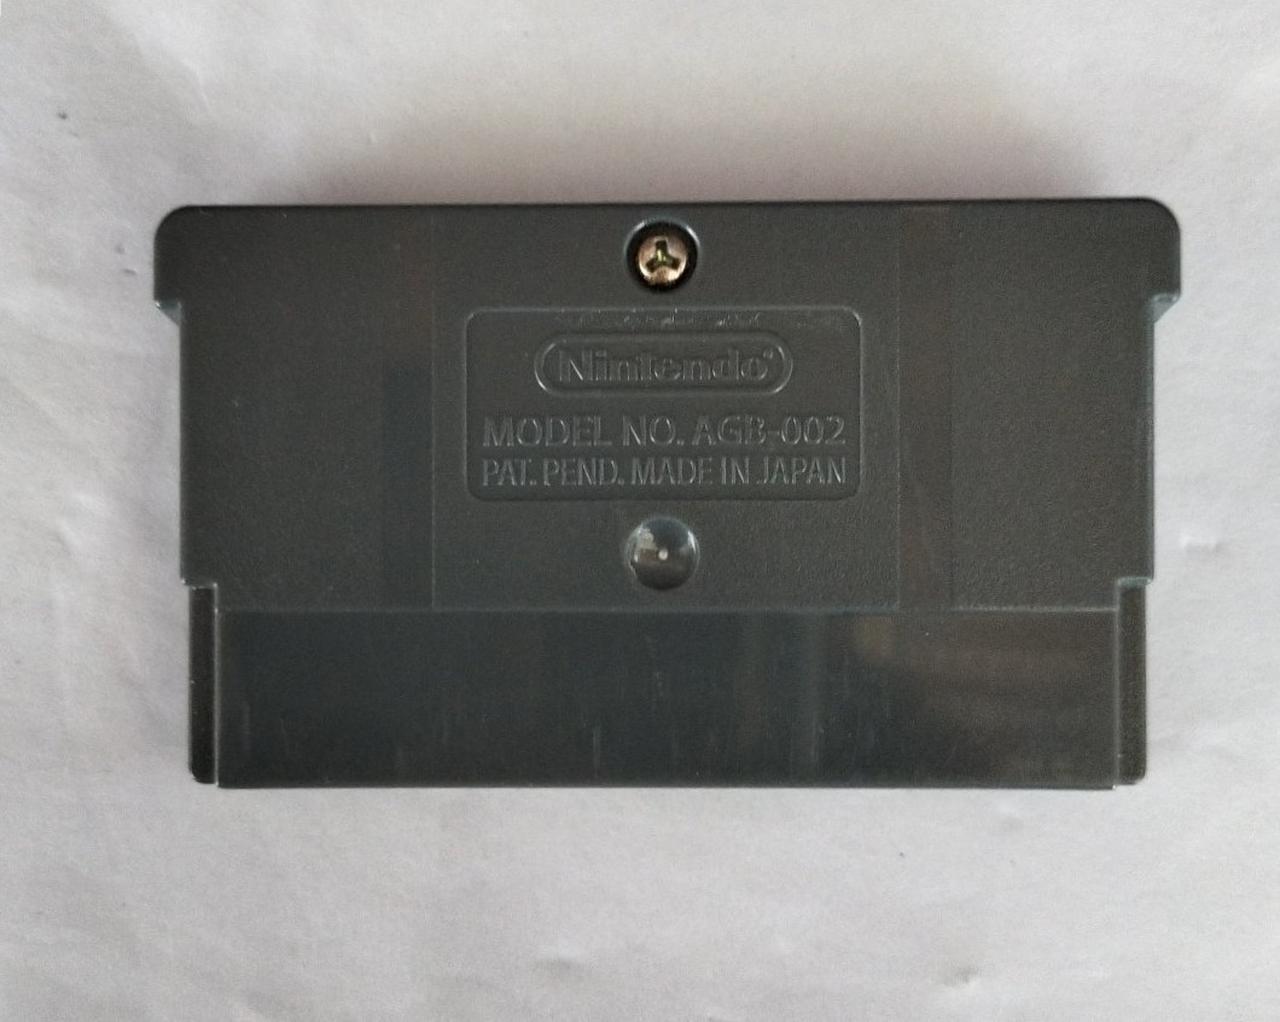 Nintendo®
MODEL NO. AGB-002
PAT. PEND. MADE IN JAPAN